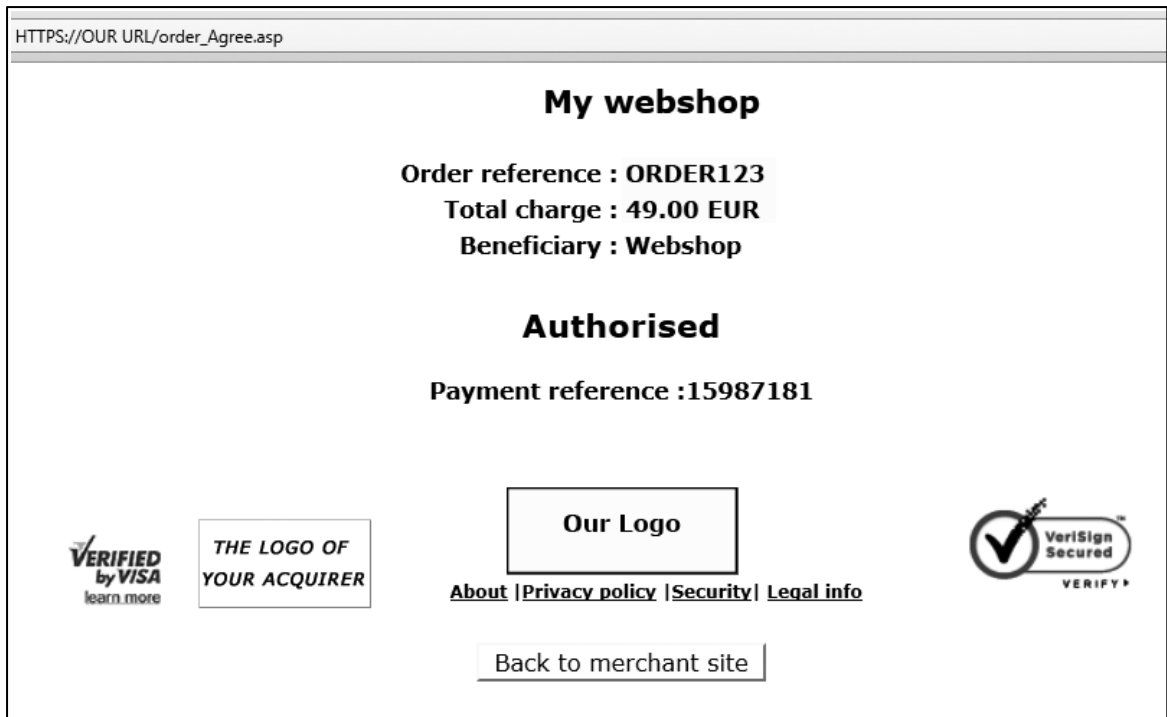 HTTPS://OUR URL/order_Agree.asp
My webshop
Order reference : ORDER123
Total charge : 49.00 EUR
Beneficiary : Webshop
Authorised
Payment reference :15987181
VERIFIED
by VISA
learn more
THE LOGO OF
YOUR ACQUIRER
Our Logo
About |Privacy policy |Security| Legal info
VeriSign
Secured
™
VERIFY
Back to merchant site